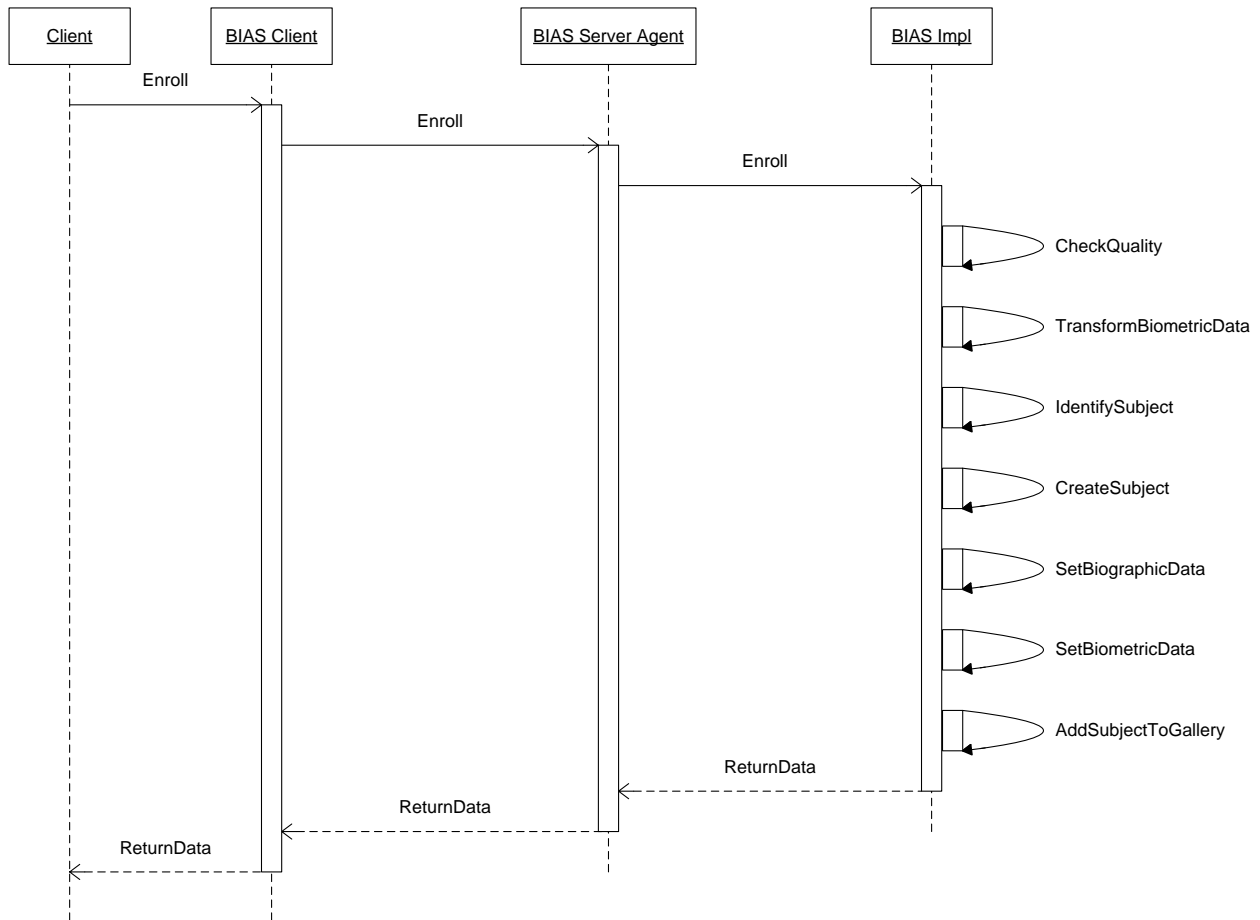 Client
BIAS Client
BIAS Server Agent
BIAS Impl
Enroll
Enroll
Enroll
CheckQuality
TransformBiometricData
IdentifySubject
CreateSubject
SetBiographicData
SetBiometricData
AddSubjectToGallery
ReturnData
ReturnData
ReturnData